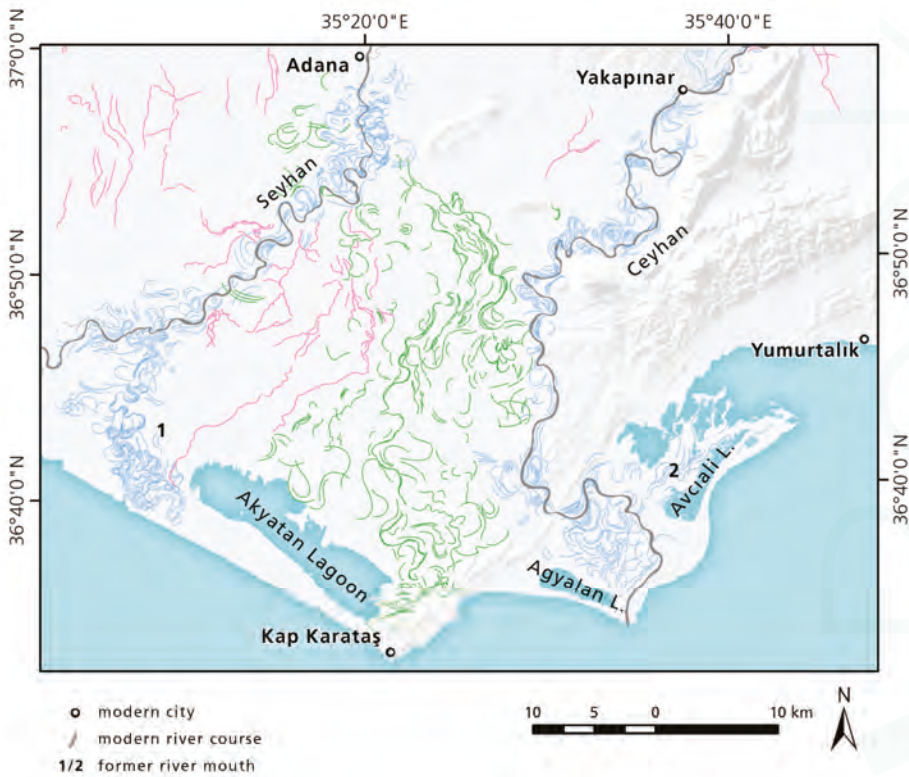 35°20'0"E
35°40'0"E
37°0'0"N
Adana
Yakapınar
Seyhan
Ceyhan
36°50'0"N
36°50'0"N
Yumurtalık
1
2
Avcıali L.
36°40'0"N
36°40'0"N
Akyatan Lagoon
Agyalan L.
Kap Karataş
modern city
modern river course
1/2 former river mouth
10 5 0 10 km
N